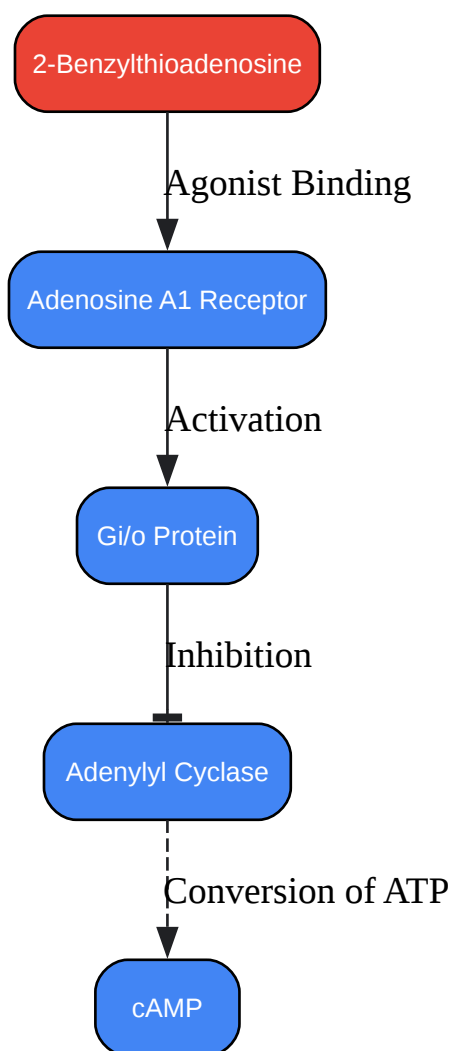 2-Benzylthioadenosine
Agonist Binding
Adenosine A1 Receptor
Activation
Gi/o Protein
Inhibition
Adenylyl Cyclase
Conversion of ATP
cAMP